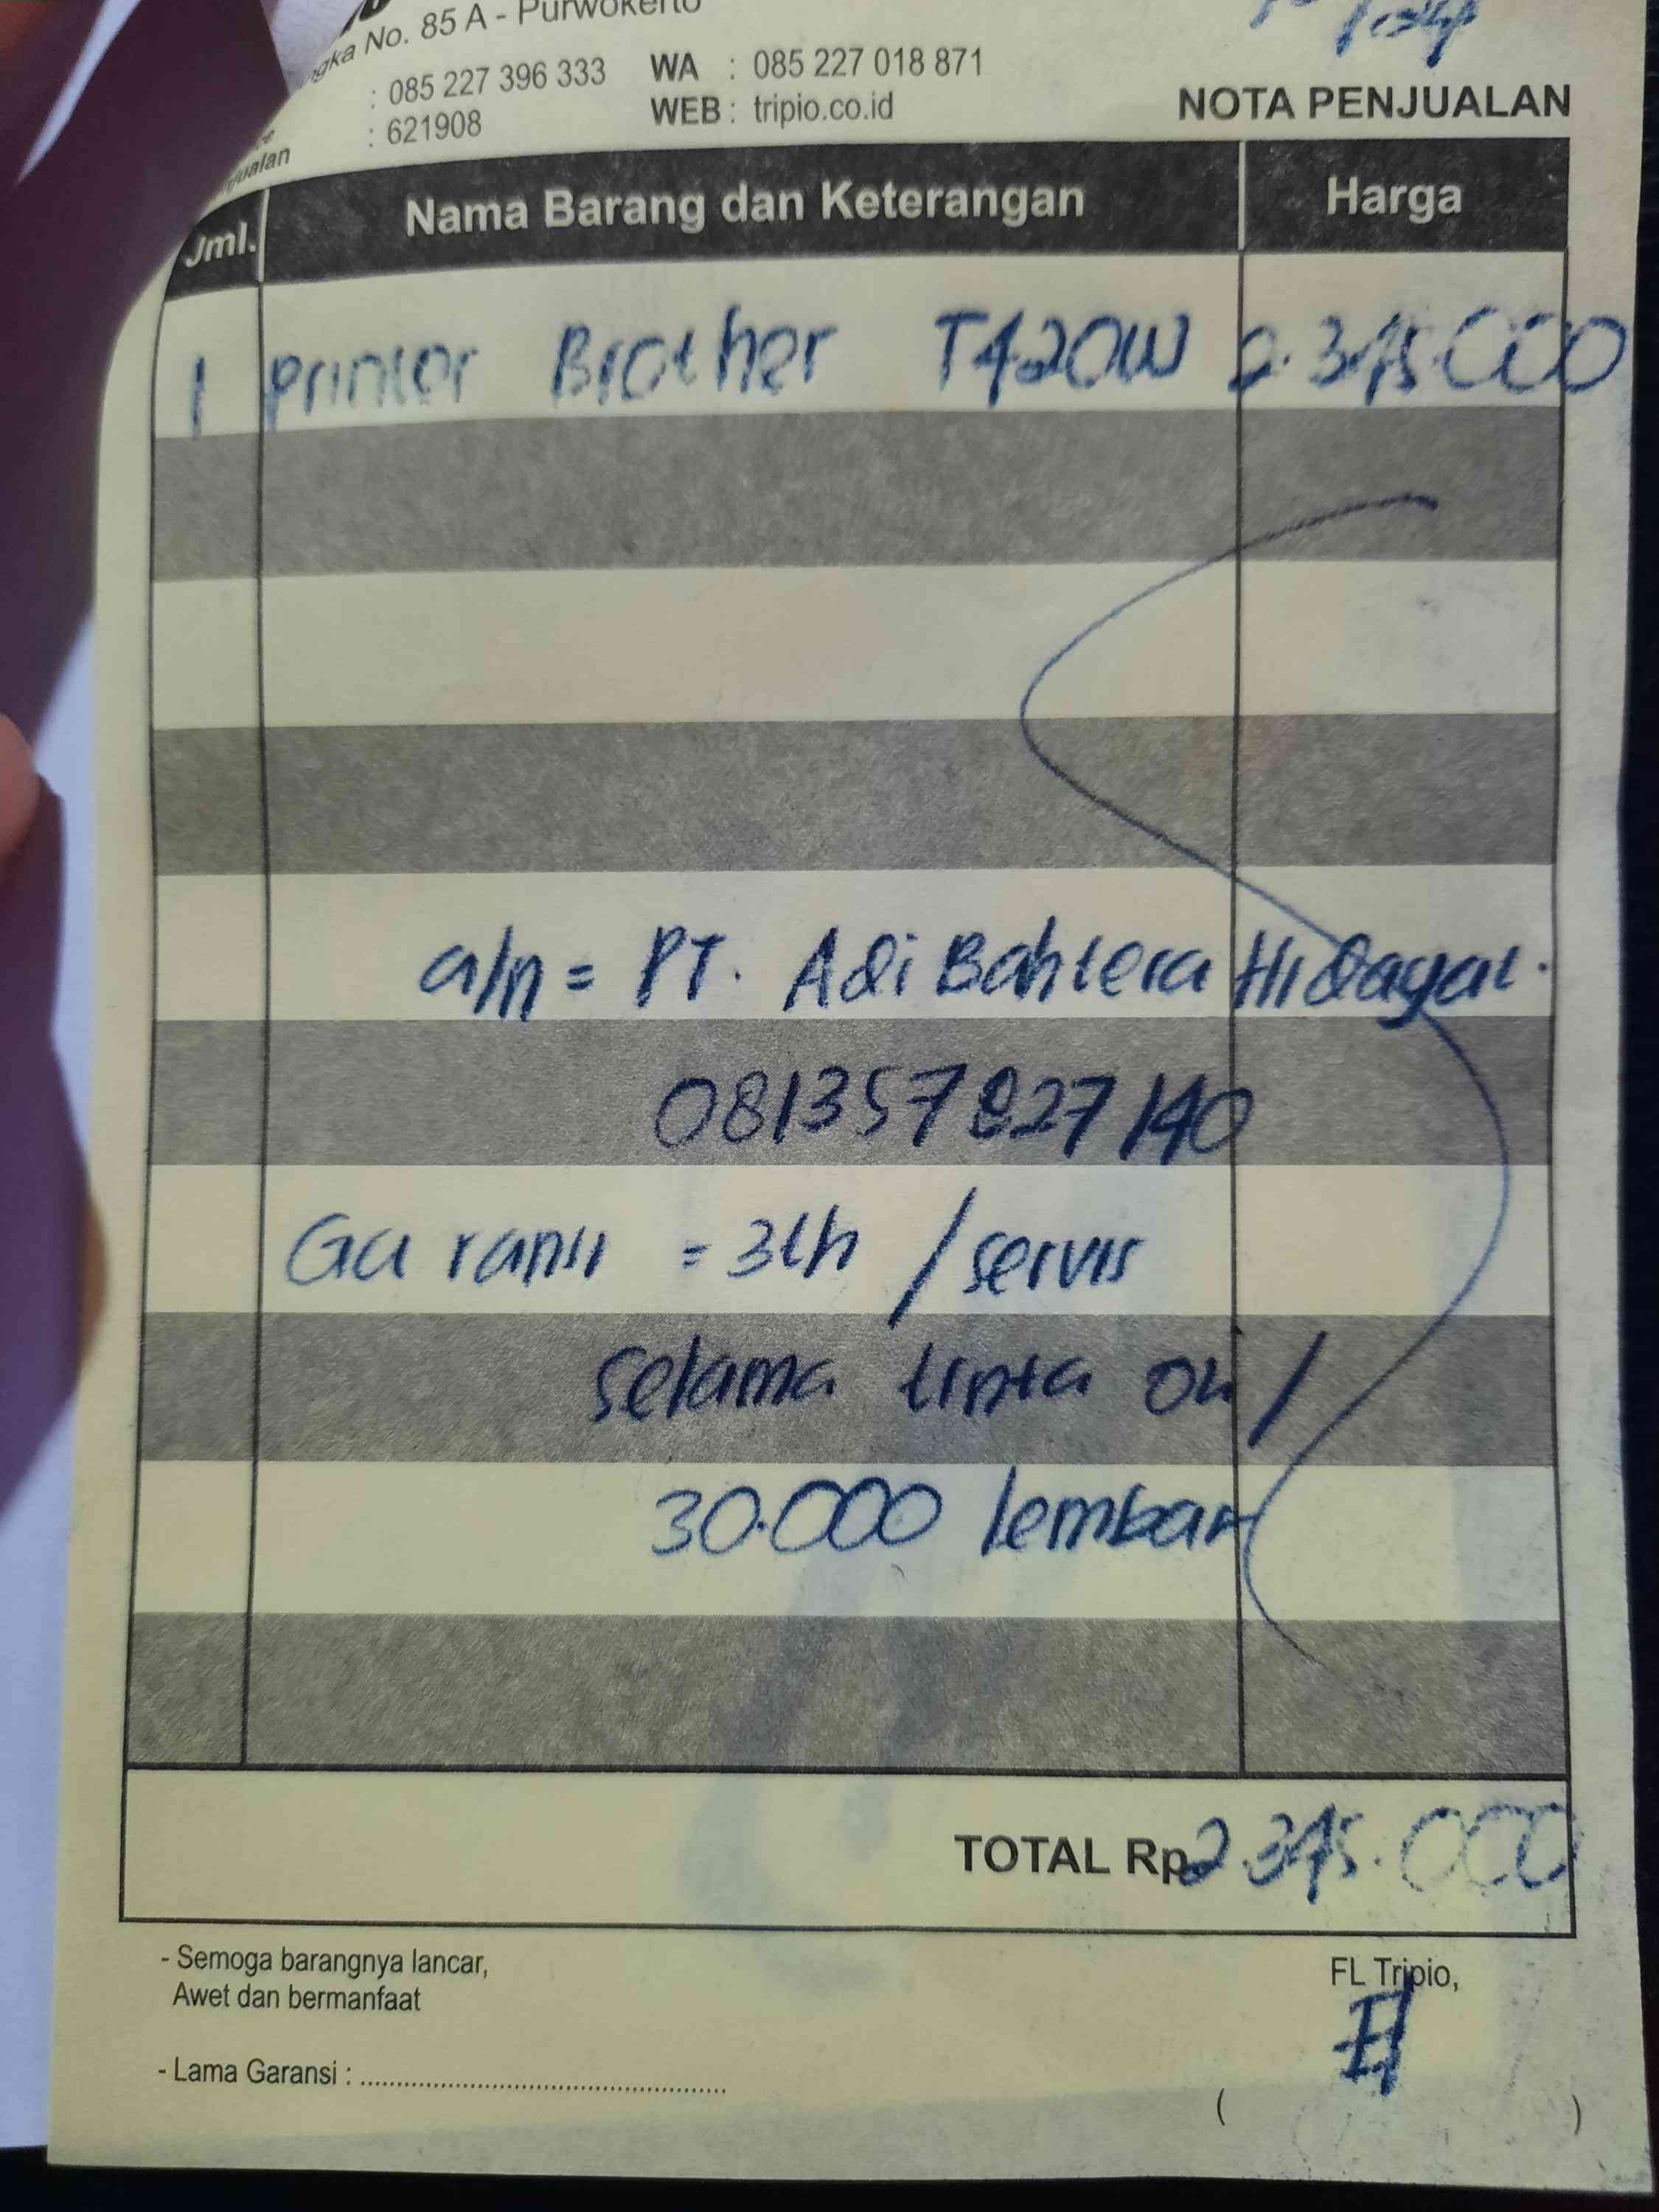 No. 85 A - Purwokerto
: 085 227 396 333 WA : 085 227 018 871
: 621908 WEB : tripio.co.id
NOTA PENJUALAN
Jml. Nama Barang dan Keterangan Harga
1 Printer Brother T420W 2.395.000
a/n = PT. Adi Bahtera Hidayat.
081357827140
Garansi = 3th / servis
selama tinta ori /
30.000 lembar
TOTAL Rp. 2.395.000
- Semoga barangnya lancar,
Awet dan bermanfaat
FL Tripio,
- Lama Garansi : ........................................................
( )